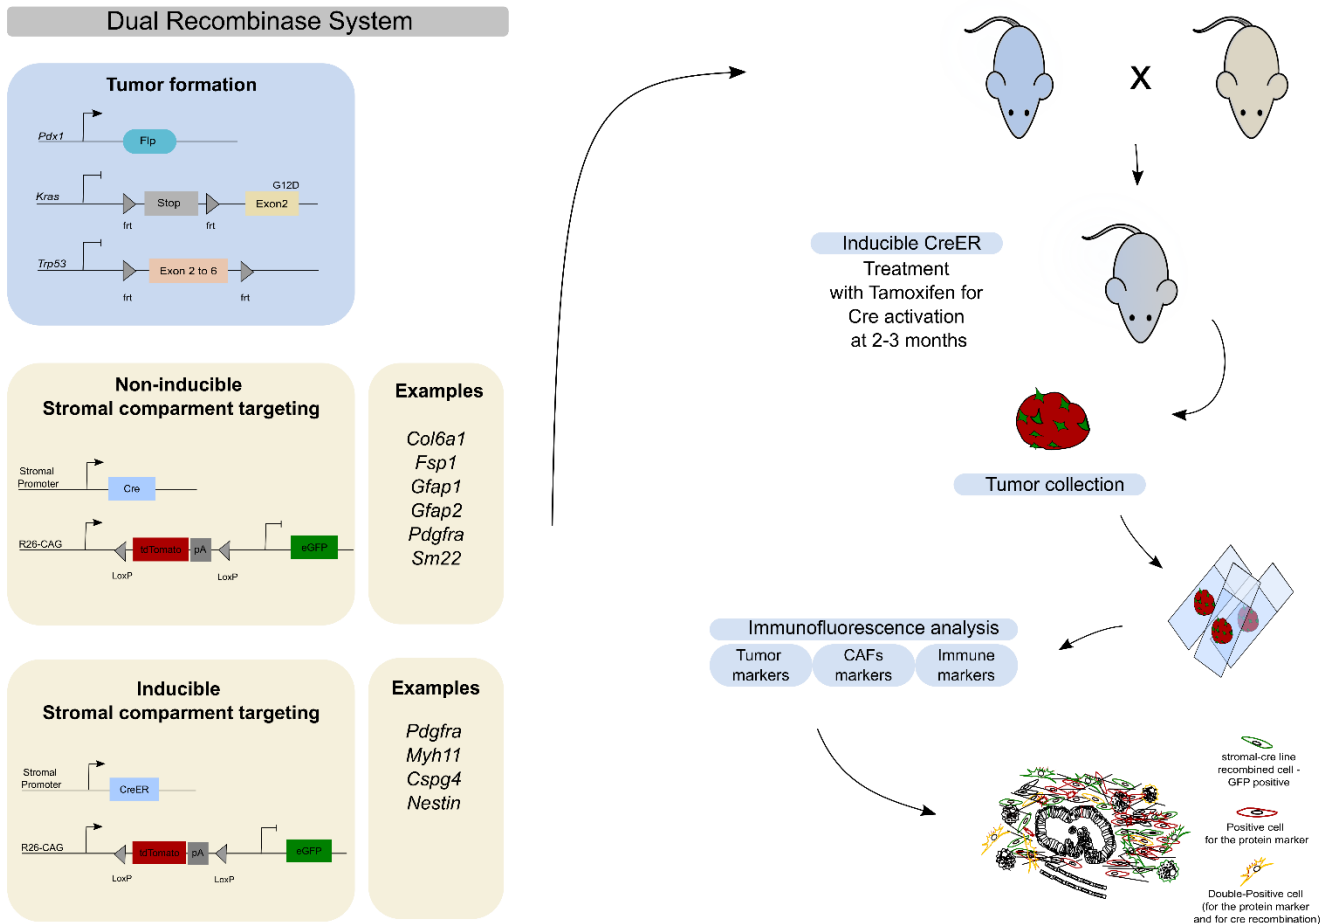 Dual Recombinase System
Tumor formation
Pdx1
Flp
G12D
Kras
Stop
Exon2
frt
frt
Trp53
Exon 2 to 6
frt
frt
Non-inducible
Stromal comparment targeting
Stromal
Promoter
Cre
R26-CAG
tdTomato
pA
eGFP
LoxP
LoxP
Examples
Col6a1
Fsp1
Gfap1
Gfap2
Pdgfra
Sm22
Inducible
Stromal comparment targeting
Stromal
Promoter
CreER
R26-CAG
tdTomato
pA
eGFP
LoxP
LoxP
Examples
Pdgfra
Myh11
Cspg4
Nestin
X
Inducible CreER
Treatment
with Tamoxifen for
Cre activation
at 2-3 months
Tumor collection
Immunofluorescence analysis
Tumor
markers
CAFs
markers
Immune
markers
stromal-cre line
recombined cell -
GFP positive
Positive cell
for the protein marker
Double-Positive cell
(for the protein marker
and for cre recombination)